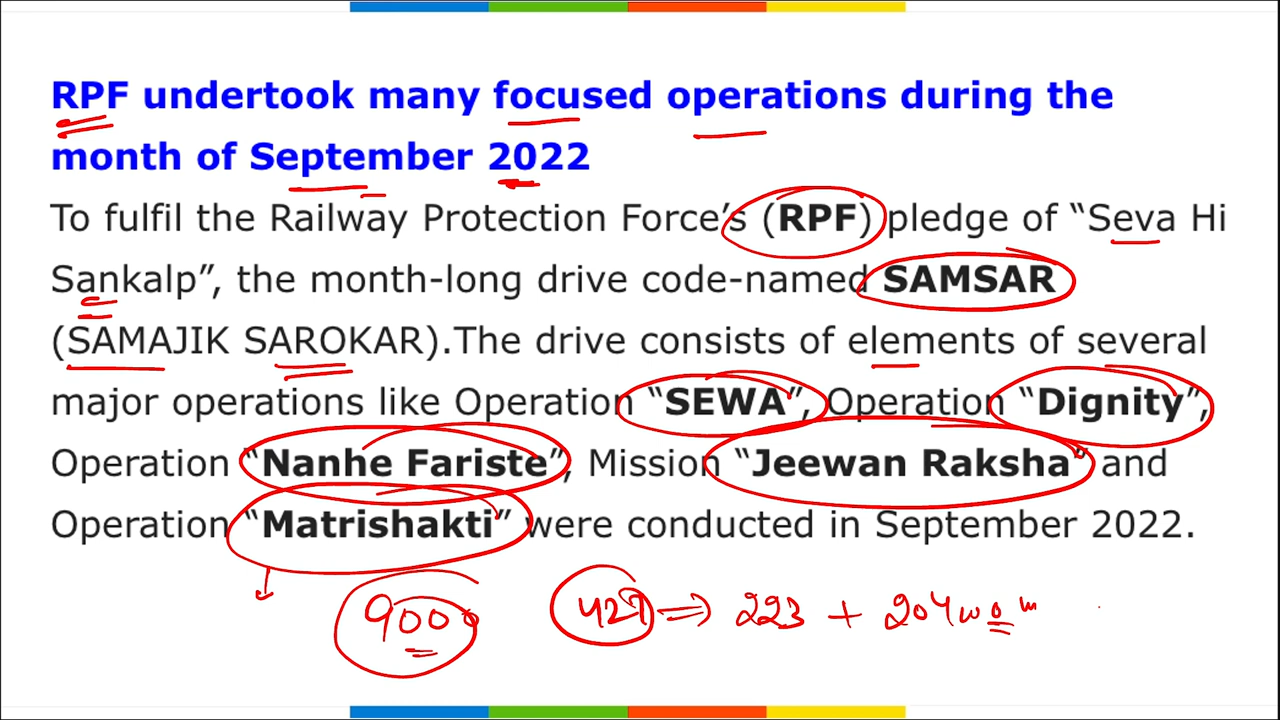 RPF undertook many focused operations during the
month of September 2022
To fulfil the Railway Protection Force’s (RPF) pledge of “Seva Hi
Sankalp”, the month-long drive code-named SAMSAR
(SAMAJIK SAROKAR).The drive consists of elements of several
major operations like Operation “SEWA”, Operation “Dignity”,
Operation “Nanhe Fariste”, Mission “Jeewan Raksha” and
Operation “Matrishakti” were conducted in September 2022.
9000 427 ⇒ 223 + 204 wom